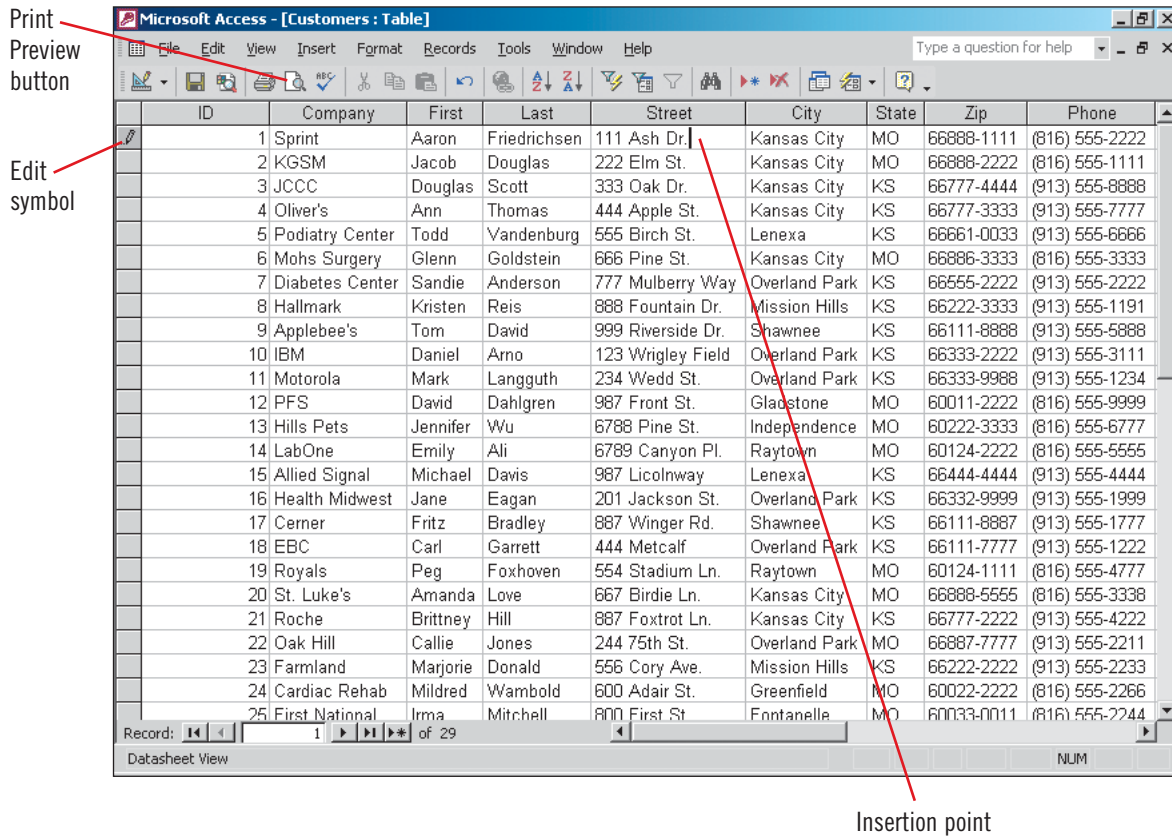 Print
Preview
button
Edit
symbol
Microsoft Access - [Customers : Table]
File Edit View Insert Format Records Tools Window Help Type a question for help
ID Company First Last Street City State Zip Phone
1 Sprint Aaron Friedrichsen 111 Ash Dr. Kansas City MO 66888-1111 (816) 555-2222
2 KGSM Jacob Douglas 222 Elm St. Kansas City MO 66888-2222 (816) 555-1111
3 JCCC Douglas Scott 333 Oak Dr. Kansas City KS 66777-4444 (913) 555-8888
4 Oliver's Ann Thomas 444 Apple St. Kansas City KS 66777-3333 (913) 555-7777
5 Podiatry Center Todd Vandenburg 555 Birch St. Lenexa KS 66661-0033 (913) 555-6666
6 Mohs Surgery Glenn Goldstein 666 Pine St. Kansas City MO 66886-3333 (816) 555-3333
7 Diabetes Center Sandie Anderson 777 Mulberry Way Overland Park KS 66555-2222 (913) 555-2222
8 Hallmark Kristen Reis 888 Fountain Dr. Mission Hills KS 66222-3333 (913) 555-1191
9 Applebee's Tom David 999 Riverside Dr. Shawnee KS 66111-8888 (913) 555-5888
10 IBM Daniel Arno 123 Wrigley Field Overland Park KS 66333-2222 (913) 555-3111
11 Motorola Mark Langguth 234 Wedd St. Overland Park KS 66333-9988 (913) 555-1234
12 PFS David Dahlgren 987 Front St. Gladstone MO 60011-2222 (816) 555-9999
13 Hills Pets Jennifer Wu 6788 Pine St. Independence MO 60222-3333 (816) 555-6777
14 LabOne Emily Ali 6789 Canyon Pl. Raytown MO 60124-2222 (816) 555-5555
15 Allied Signal Michael Davis 987 Licolnway Lenexa KS 66444-4444 (913) 555-4444
16 Health Midwest Jane Eagan 201 Jackson St. Overland Park KS 66332-9999 (913) 555-1999
17 Cerner Fritz Bradley 887 Winger Rd. Shawnee KS 66111-8887 (913) 555-1777
18 EBC Carl Garrett 444 Metcalf Overland Park KS 66111-7777 (913) 555-1222
19 Royals Peg Foxhoven 554 Stadium Ln. Raytown MO 60124-1111 (816) 555-4777
20 St. Luke's Amanda Love 667 Birdie Ln. Kansas City MO 66888-5555 (816) 555-3338
21 Roche Brittney Hill 887 Foxtrot Ln. Kansas City KS 66777-2222 (913) 555-4222
22 Oak Hill Callie Jones 244 75th St. Overland Park MO 66887-7777 (913) 555-2211
23 Farmland Marjorie Donald 556 Cory Ave. Mission Hills KS 66222-2222 (913) 555-2233
24 Cardiac Rehab Mildred Wambold 600 Adair St. Greenfield MO 60022-2222 (816) 555-2266
25 First National Irma Mitchell 800 First St Fontanelle MO 60033-0011 (816) 555-2244
Record: 1 of 29
Datasheet View NUM
Insertion point